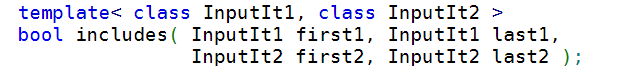 template< class InputIt1, class InputIt2 >
bool includes( InputIt1 first1, InputIt1 last1,
InputIt2 first2, InputIt2 last2 );